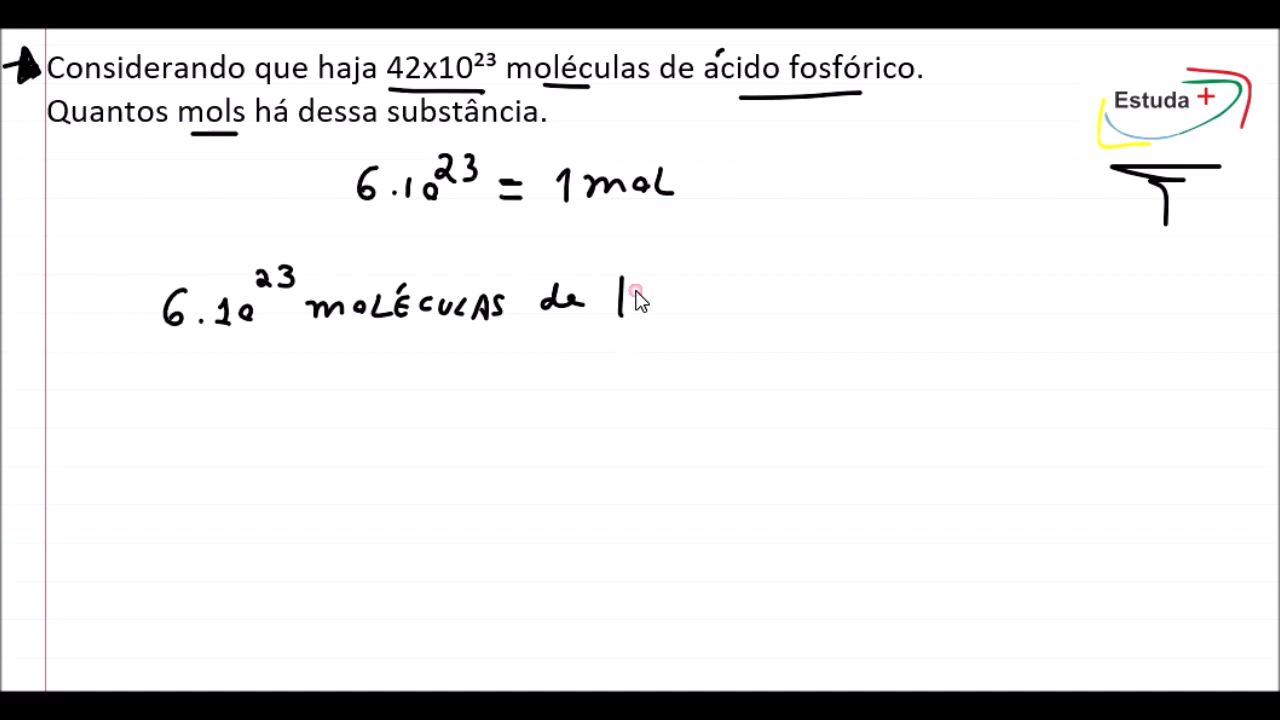 Considerando que haja 42x10²³ moléculas de ácido fosfórico.
Quantos mols há dessa substância.
Estuda +
6.10²³ = 1 mol
6.10²³ moLÉCULAS de